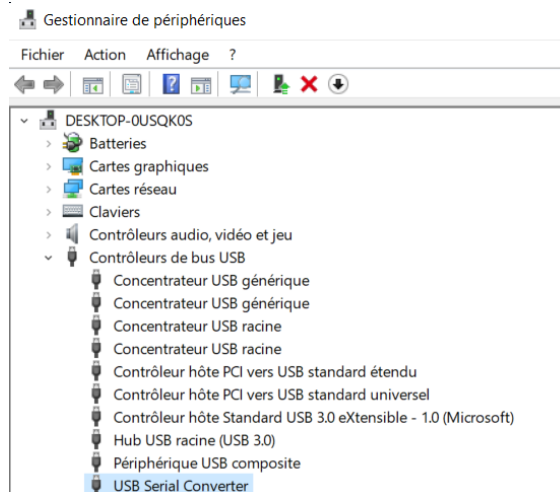 Gestionnaire de périphériques
Fichier Action Affichage ?
DESKTOP-0USQK0S
Batteries
Cartes graphiques
Cartes réseau
Claviers
Contrôleurs audio, vidéo et jeu
Contrôleurs de bus USB
Concentrateur USB générique
Concentrateur USB générique
Concentrateur USB racine
Concentrateur USB racine
Contrôleur hôte PCI vers USB standard étendu
Contrôleur hôte PCI vers USB standard universel
Contrôleur hôte Standard USB 3.0 eXtensible - 1.0 (Microsoft)
Hub USB racine (USB 3.0)
Périphérique USB composite
USB Serial Converter